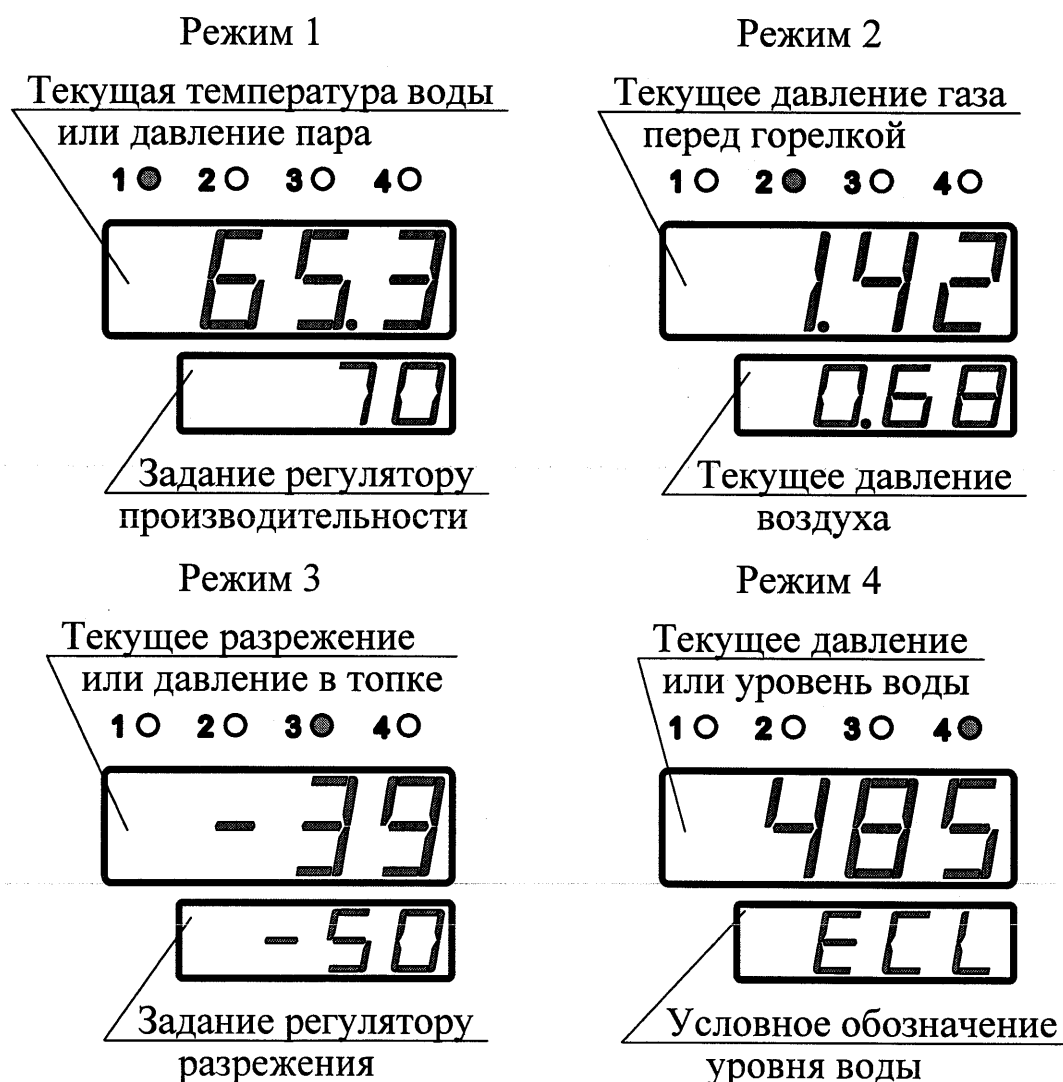 Режим 1
Текущая температура воды
или давление пара
1 2 3 4
65.3
70
Задание регулятору
производительности
Режим 2
Текущее давление газа
перед горелкой
1 2 3 4
1.42
0.68
Текущее давление
воздуха
Режим 3
Текущее разрежение
или давление в топке
1 2 3 4
-39
-50
Задание регулятору
разрежения
Режим 4
Текущее давление
или уровень воды
1 2 3 4
485
ECL
Условное обозначение
уровня воды